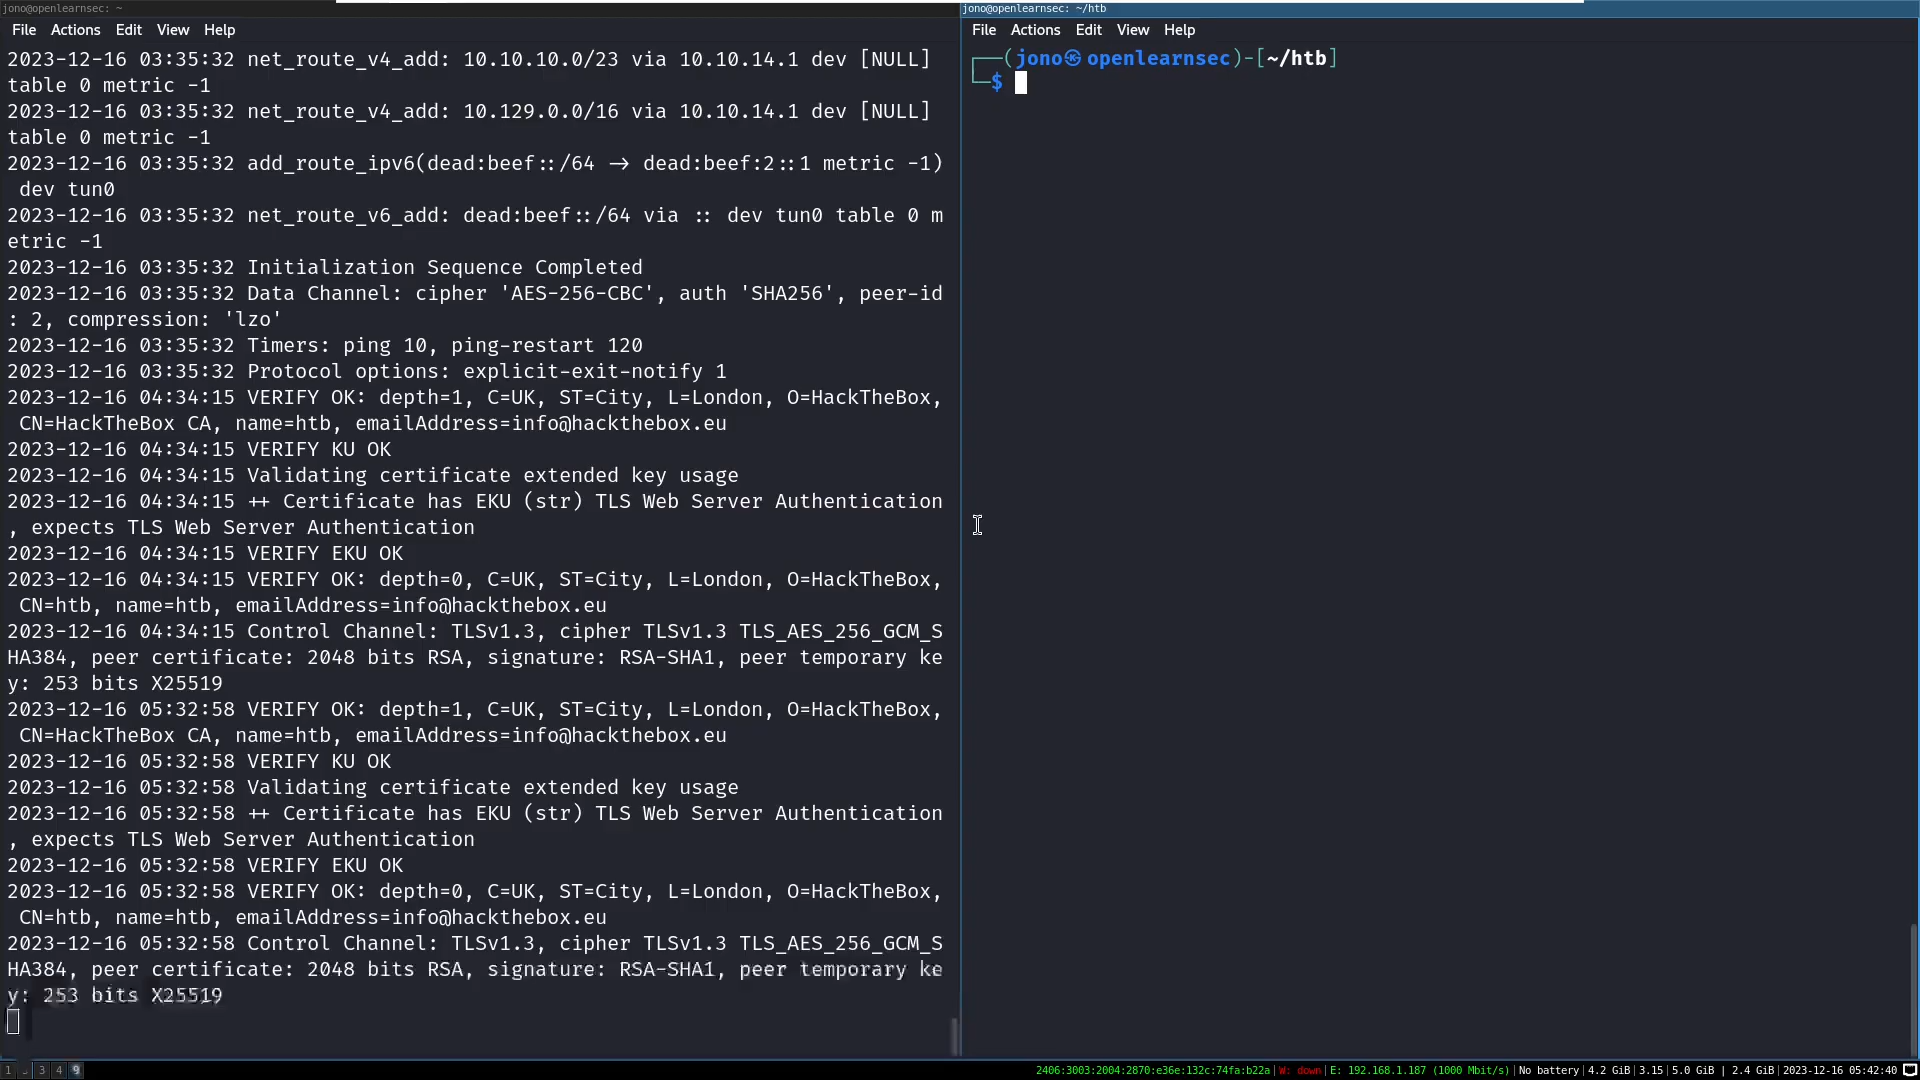 jono@openlearnsec: ~
File Actions Edit View Help
2023-12-16 03:35:32 net_route_v4_add: 10.10.10.0/23 via 10.10.14.1 dev [NULL]
table 0 metric -1
2023-12-16 03:35:32 net_route_v4_add: 10.129.0.0/16 via 10.10.14.1 dev [NULL]
table 0 metric -1
2023-12-16 03:35:32 add_route_ipv6(dead:beef::/64 -> dead:beef:2::1 metric -1)
dev tun0
2023-12-16 03:35:32 net_route_v6_add: dead:beef::/64 via :: dev tun0 table 0 m
etric -1
2023-12-16 03:35:32 Initialization Sequence Completed
2023-12-16 03:35:32 Data Channel: cipher 'AES-256-CBC', auth 'SHA256', peer-id
: 2, compression: 'lzo'
2023-12-16 03:35:32 Timers: ping 10, ping-restart 120
2023-12-16 03:35:32 Protocol options: explicit-exit-notify 1
2023-12-16 04:34:15 VERIFY OK: depth=1, C=UK, ST=City, L=London, O=HackTheBox,
CN=HackTheBox CA, name=htb, emailAddress=info@hackthebox.eu
2023-12-16 04:34:15 VERIFY KU OK
2023-12-16 04:34:15 Validating certificate extended key usage
2023-12-16 04:34:15 ++ Certificate has EKU (str) TLS Web Server Authentication
, expects TLS Web Server Authentication
2023-12-16 04:34:15 VERIFY EKU OK
2023-12-16 04:34:15 VERIFY OK: depth=0, C=UK, ST=City, L=London, O=HackTheBox,
CN=htb, name=htb, emailAddress=info@hackthebox.eu
2023-12-16 04:34:15 Control Channel: TLSv1.3, cipher TLSv1.3 TLS_AES_256_GCM_S
HA384, peer certificate: 2048 bits RSA, signature: RSA-SHA1, peer temporary ke
y: 253 bits X25519
2023-12-16 05:32:58 VERIFY OK: depth=1, C=UK, ST=City, L=London, O=HackTheBox,
CN=HackTheBox CA, name=htb, emailAddress=info@hackthebox.eu
2023-12-16 05:32:58 VERIFY KU OK
2023-12-16 05:32:58 Validating certificate extended key usage
2023-12-16 05:32:58 ++ Certificate has EKU (str) TLS Web Server Authentication
, expects TLS Web Server Authentication
2023-12-16 05:32:58 VERIFY EKU OK
2023-12-16 05:32:58 VERIFY OK: depth=0, C=UK, ST=City, L=London, O=HackTheBox,
CN=htb, name=htb, emailAddress=info@hackthebox.eu
2023-12-16 05:32:58 Control Channel: TLSv1.3, cipher TLSv1.3 TLS_AES_256_GCM_S
HA384, peer certificate: 2048 bits RSA, signature: RSA-SHA1, peer temporary ke
y: 253 bits X25519
jono@openlearnsec: ~/htb
File Actions Edit View Help
┌──(jono㉿openlearnsec)-[~/htb]
└─$
1 3 4 9
2406:3003:2004:2870:e36e:132c:74fa:b22a|W: down|E: 192.168.1.187 (1000 Mbit/s)|No battery|4.2 GiB|3.15|5.0 GiB | 2.4 GiB|2023-12-16 05:42:40